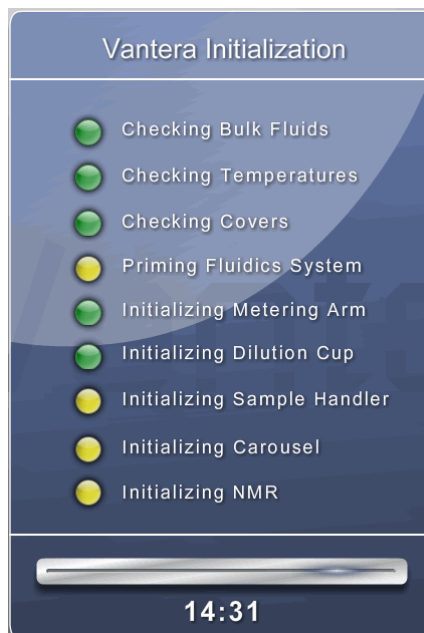 Vantera Initialization
Checking Bulk Fluids
Checking Temperatures
Checking Covers
Priming Fluidics System
Initializing Metering Arm
Initializing Dilution Cup
Initializing Sample Handler
Initializing Carousel
Initializing NMR
14:31